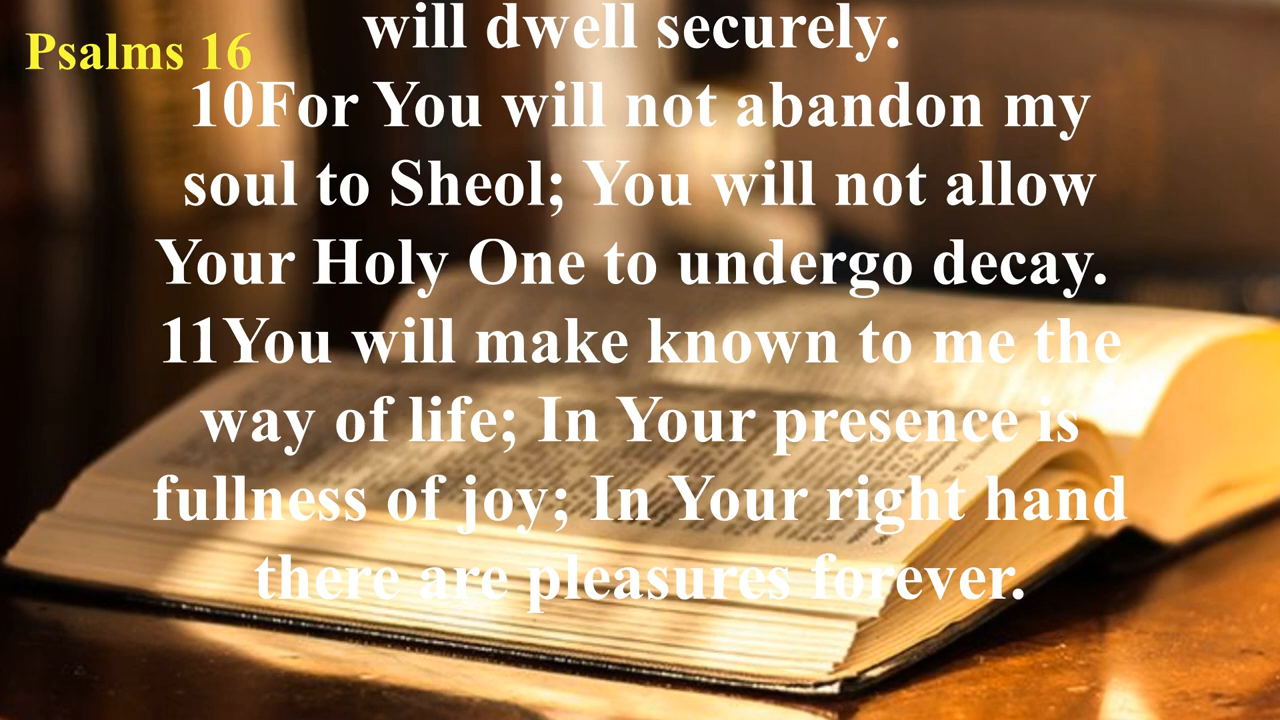 will dwell securely.
Psalms 16
10For You will not abandon my
soul to Sheol; You will not allow
Your Holy One to undergo decay.
11You will make known to me the
way of life; In Your presence is
fullness of joy; In Your right hand
there are pleasures forever.